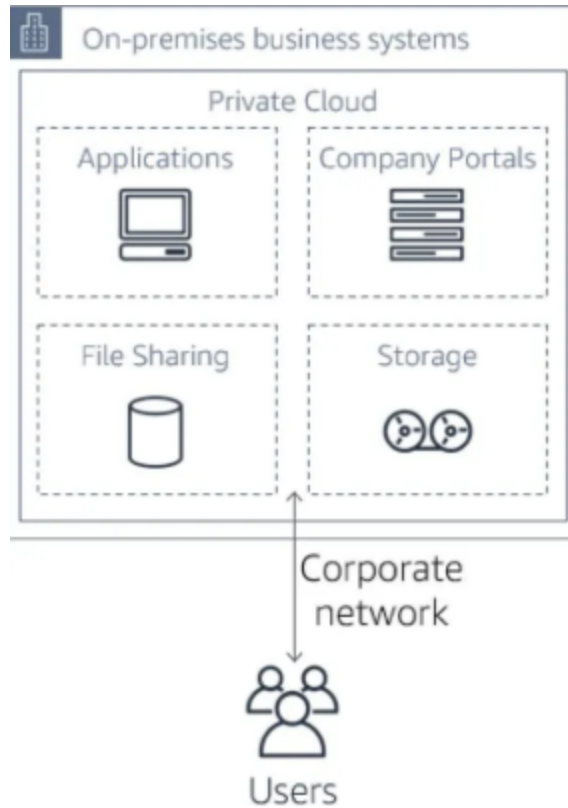 On-premises business systems
Private Cloud
Applications
Company Portals
File Sharing
Storage
Corporate
network
Users